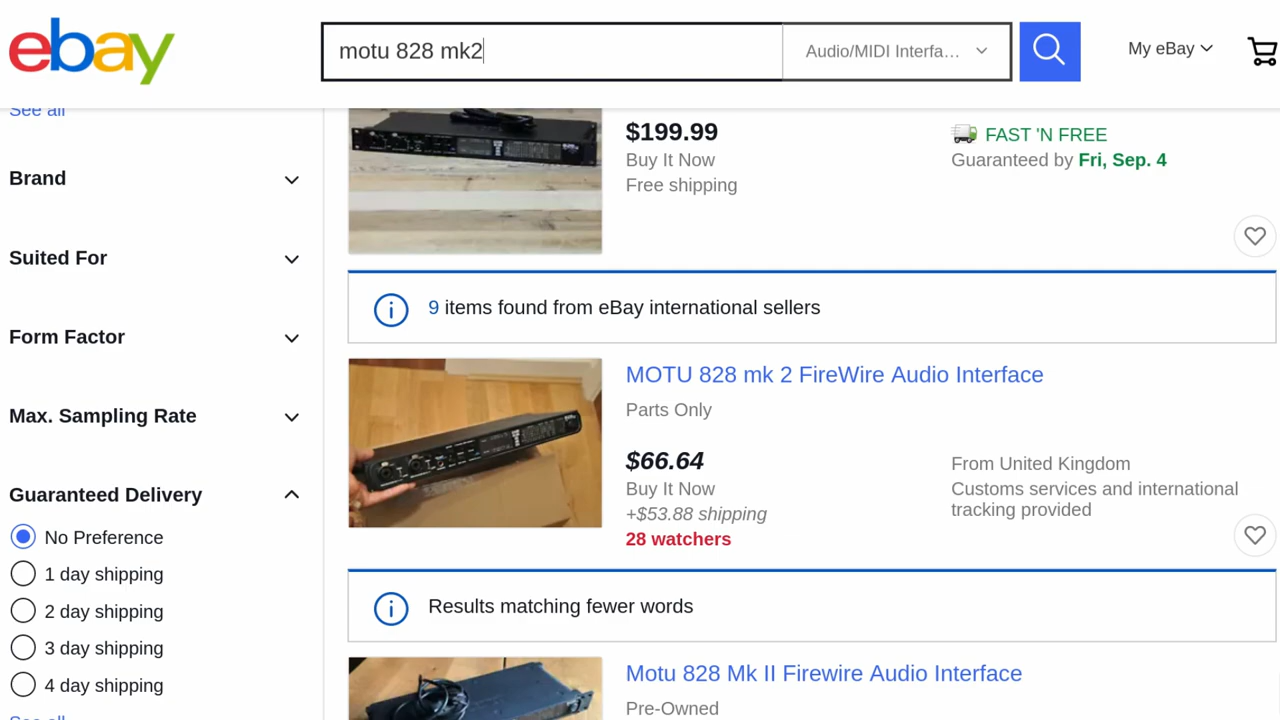 ebay
motu 828 mk2
Audio/MIDI Interfa…
My eBay
See all
Brand
Suited For
Form Factor
Max. Sampling Rate
Guaranteed Delivery
No Preference
1 day shipping
2 day shipping
3 day shipping
4 day shipping
See all
$199.99
Buy It Now
Free shipping
FAST 'N FREE
Guaranteed by Fri, Sep. 4
9 items found from eBay international sellers
MOTU 828 mk 2 FireWire Audio Interface
Parts Only
$66.64
Buy It Now
+$53.88 shipping
28 watchers
From United Kingdom
Customs services and international
tracking provided
Results matching fewer words
Motu 828 Mk II Firewire Audio Interface
Pre-Owned